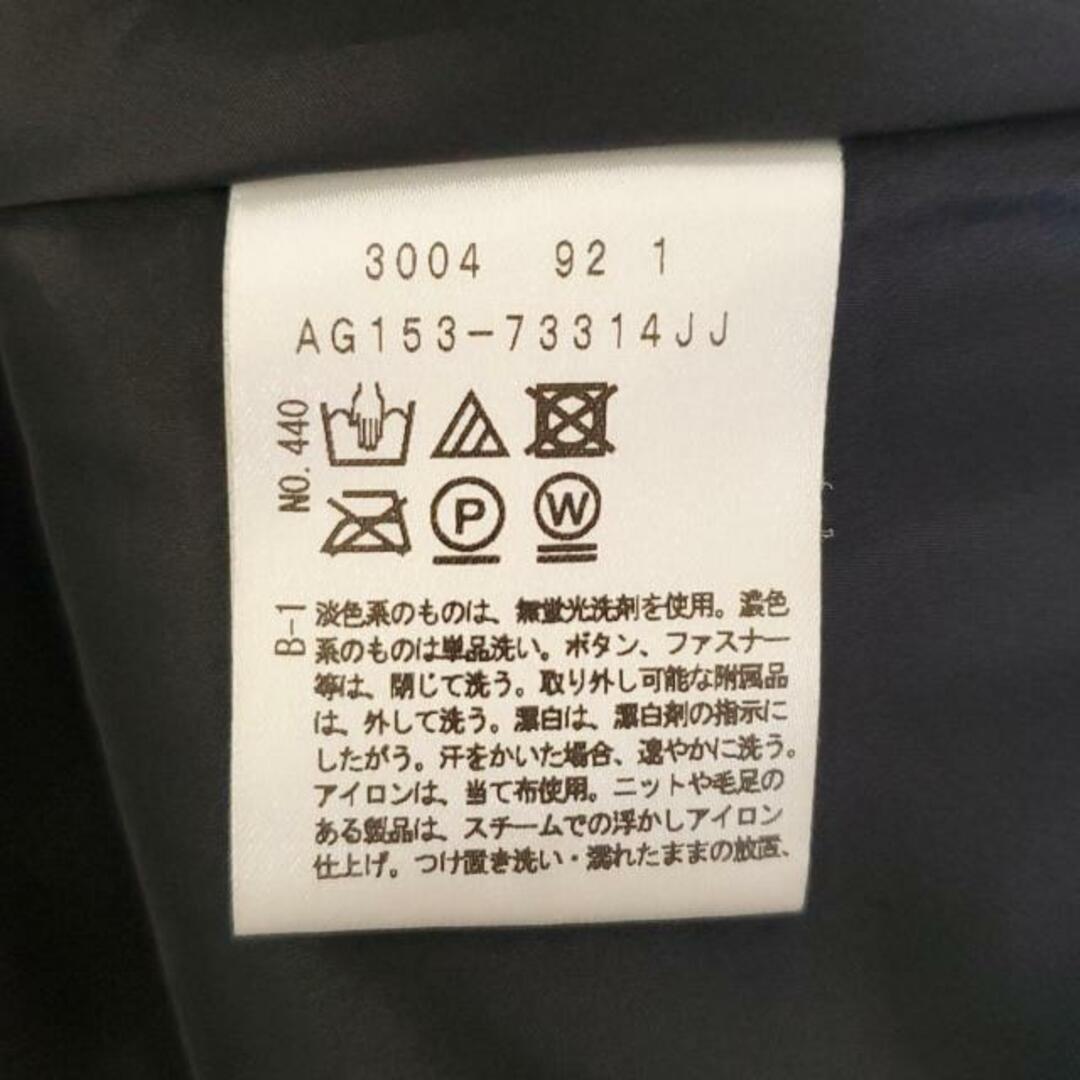 3004 92 1
AG153-73314JJ
NO. 440
P
W
B-1
淡色系のものは、無蛍光洗剤を使用。濃色
系のものは単品洗い。ボタン、ファスナー
等は、閉じて洗う。取り外し可能な附属品
は、外して洗う。漂白は、漂白剤の指示に
したがう。汗をかいた場合、速やかに洗う。
アイロンは、当て布使用。ニットや毛足の
ある製品は、スチームでの浮かしアイロン
仕上げ。つけ置き洗い・濡れたままの放置、